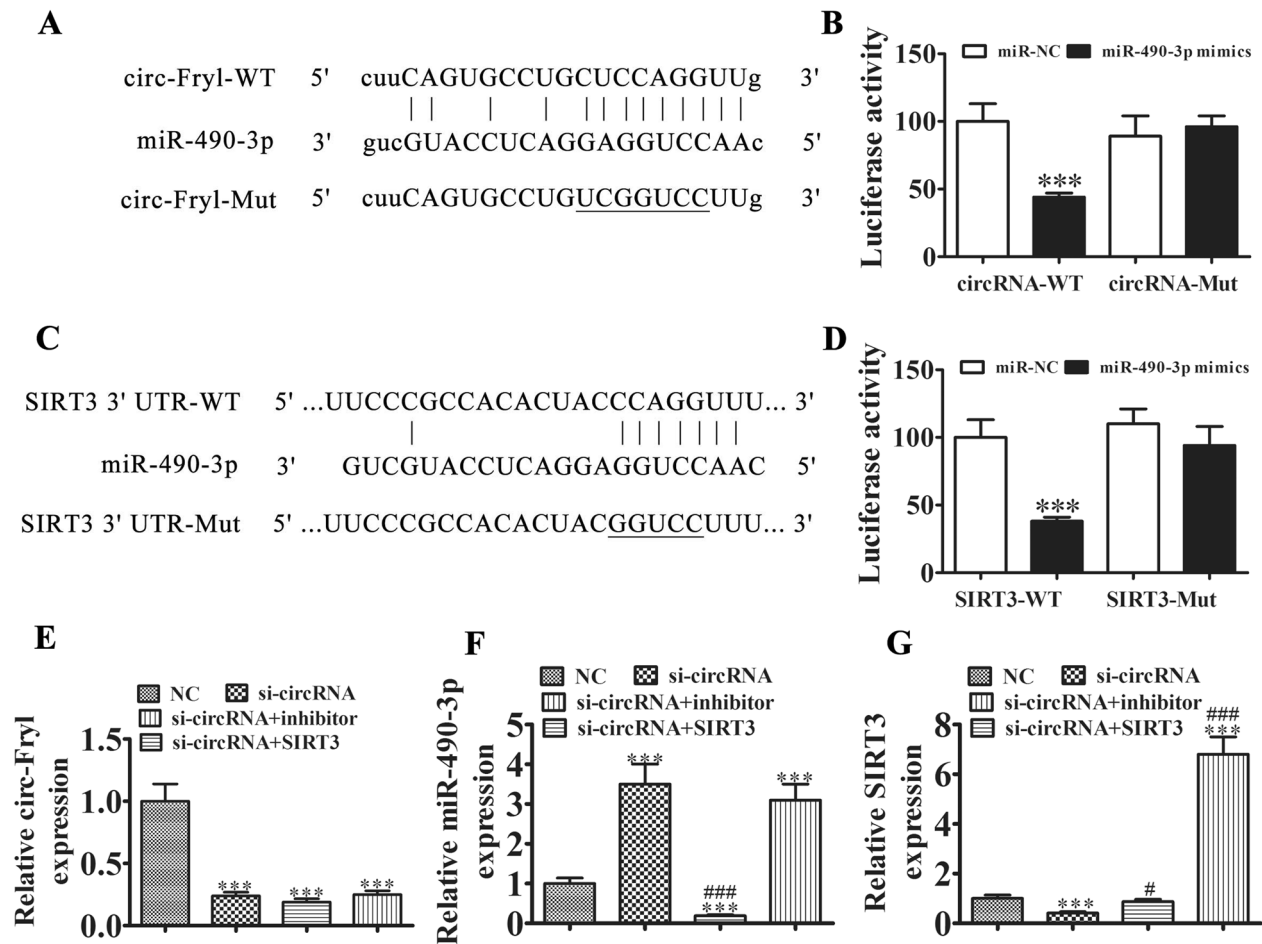 A
circ-Fryl-WT 5' cuuCAGUGCCUGCUCCAGGUUg 3'
miR-490-3p 3' gucGUACCUCAGGAGGUCCAAc 5'
circ-Fryl-Mut 5' cuuCAGUGCCUGUCGGUCCUUg 3'
B
miR-NC miR-490-3p mimics
Luciferase activity
150
100
50
0
***
circRNA-WT circRNA-Mut
C
SIRT3 3' UTR-WT 5' ...UUCCCGCCACACUACCCAGGUUU... 3'
miR-490-3p 3' GUCGUACCUCAGGAGGUCCAAC 5'
SIRT3 3' UTR-Mut 5' ...UUCCCGCCACACUACGGUCCUUU... 3'
D
miR-NC miR-490-3p mimics
Luciferase activity
150
100
50
0
***
SIRT3-WT SIRT3-Mut
E
NC si-circRNA
si-circRNA+inhibitor
si-circRNA+SIRT3
Relative circ-Fryl
expression
1.5
1.0
0.5
0.0
*** *** ***
F
NC si-circRNA
si-circRNA+inhibitor
si-circRNA+SIRT3
Relative miR-490-3p
expression
5
4
3
2
1
0
***
###
***
***
G
NC si-circRNA
si-circRNA+inhibitor
si-circRNA+SIRT3
Relative SIRT3
expression
8
6
4
2
0
***
#
###
***